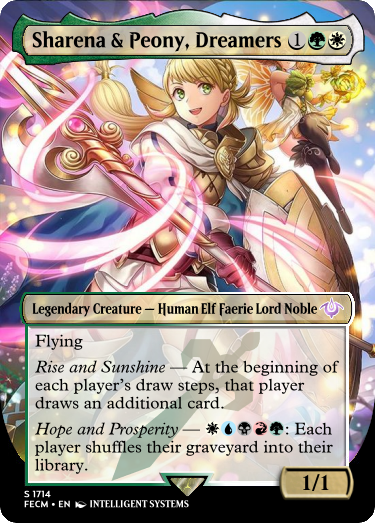 Sharena & Peony, Dreamers 1
Legendary Creature — Human Elf Faerie Lord Noble
Flying
Rise and Sunshine — At the beginning of
each player's draw steps, that player
draws an additional card.
Hope and Prosperity — : Each
player shuffles their graveyard into their
library.
1/1
S 1714
FECM • EN INTELLIGENT SYSTEMS